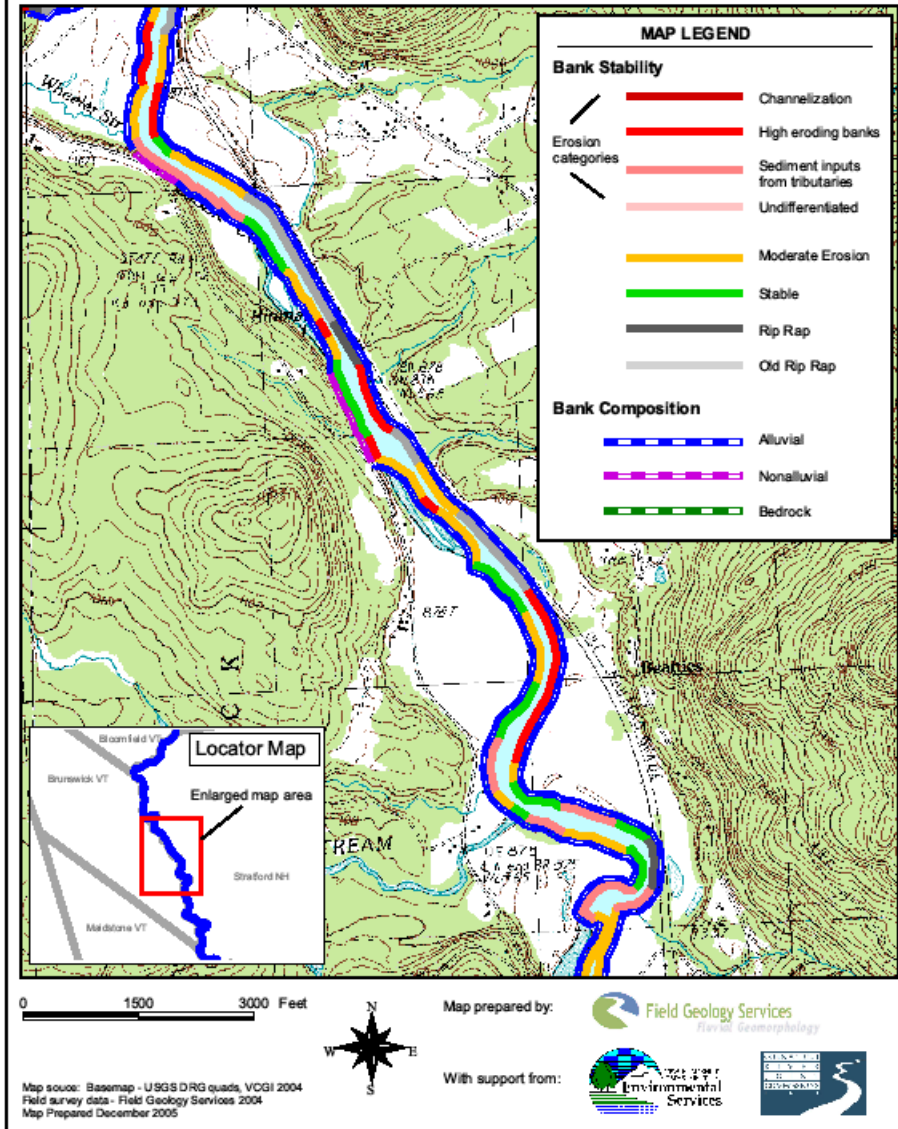 MAP LEGEND
Bank Stability
Channelization
High eroding banks
Erosion
categories
Sediment inputs
from tributaries
Undifferentiated
Moderate Erosion
Stable
Rip Rap
Old Rip Rap
Bank Composition
Alluvial
Nonalluvial
Bedrock
Wheeler Str
Beattles
C K
REAM
Locator Map
Bloomfield VT
Brunswick VT
Enlarged map area
Stratford NH
Maidstone VT
0 1500 3000 Feet
N
W E
S
Map prepared by:
Field Geology Services
Fluvial Geomorphology
With support from:
Environmental
Services
Map souce: Basemap - USGS DRG quads, VCGI 2004
Field survey data - Field Geology Services 2004
Map Prepared December 2005